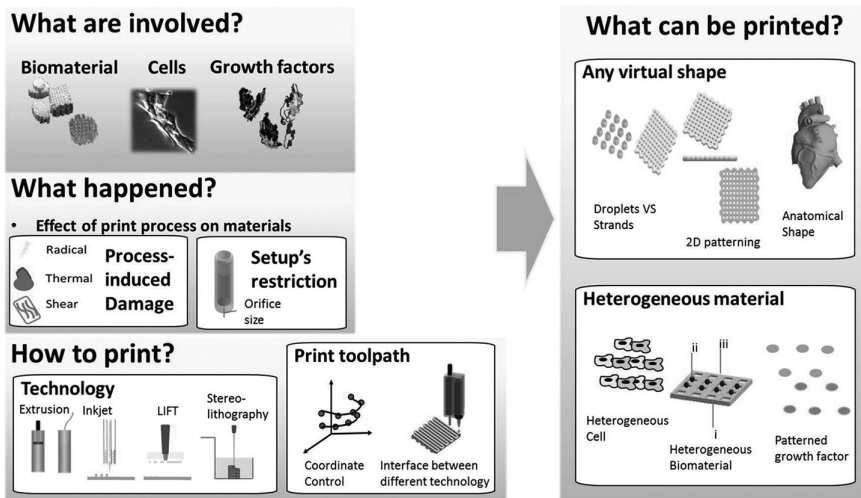 What are involved?
Biomaterial Cells Growth factors
What happened?
• Effect of print process on materials
Radical
Thermal
Shear
Process-
induced
Damage
Setup's
restriction
Orifice
size
How to print?
Technology
Extrusion Inkjet LIFT Stereo-
lithography
Print toolpath
Coordinate
Control
Interface between
different technology
What can be printed?
Any virtual shape
Droplets VS
Strands
2D patterning
Anatomical
Shape
Heterogeneous material
ii iii
i
Heterogeneous
Cell
Heterogeneous
Biomaterial
Patterned
growth factor